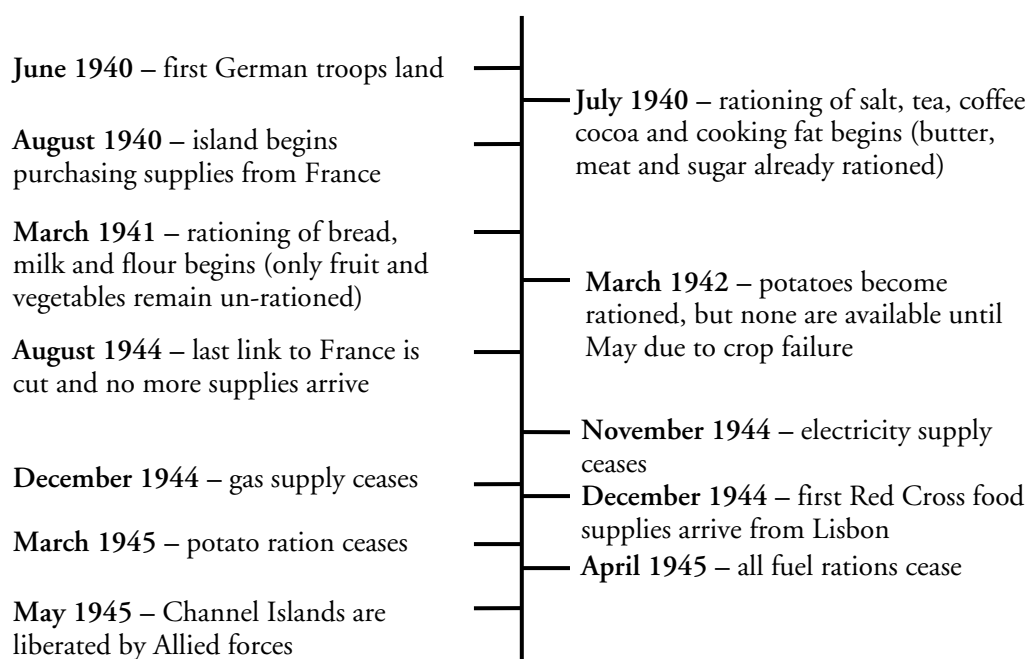 June 1940 – first German troops land
July 1940 – rationing of salt, tea, coffee
cocoa and cooking fat begins (butter,
meat and sugar already rationed)
August 1940 – island begins
purchasing supplies from France
March 1941 – rationing of bread,
milk and flour begins (only fruit and
vegetables remain un-rationed)
March 1942 – potatoes become
rationed, but none are available until
May due to crop failure
August 1944 – last link to France is
cut and no more supplies arrive
November 1944 – electricity supply
ceases
December 1944 – gas supply ceases
December 1944 – first Red Cross food
supplies arrive from Lisbon
March 1945 – potato ration ceases
April 1945 – all fuel rations cease
May 1945 – Channel Islands are
liberated by Allied forces